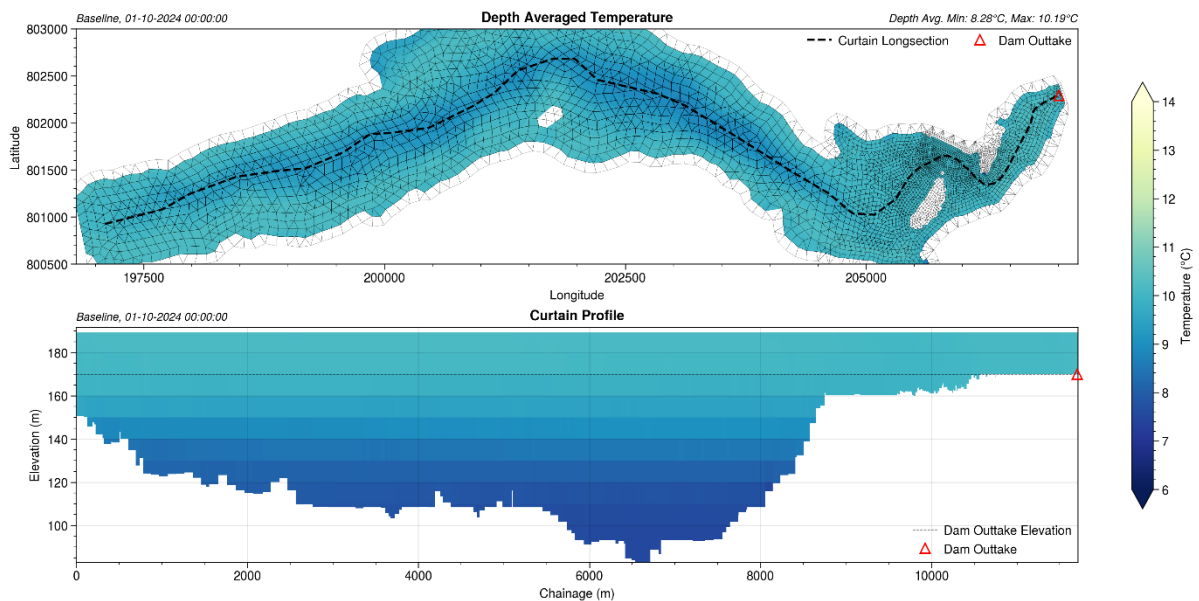 Baseline, 01-10-2024 00:00:00
Depth Averaged Temperature
Depth Avg. Min: 8.28°C, Max: 10.19°C
Curtain Longsection
Dam Outtake
803000
802500
802000
801500
801000
800500
Latitude
197500
200000
202500
205000
Longitude
Baseline, 01-10-2024 00:00:00
Curtain Profile
180
160
140
120
100
Elevation (m)
Dam Outtake Elevation
Dam Outtake
0
2000
4000
6000
8000
10000
Chainage (m)
14
13
12
11
10
9
8
7
6
Temperature (°C)